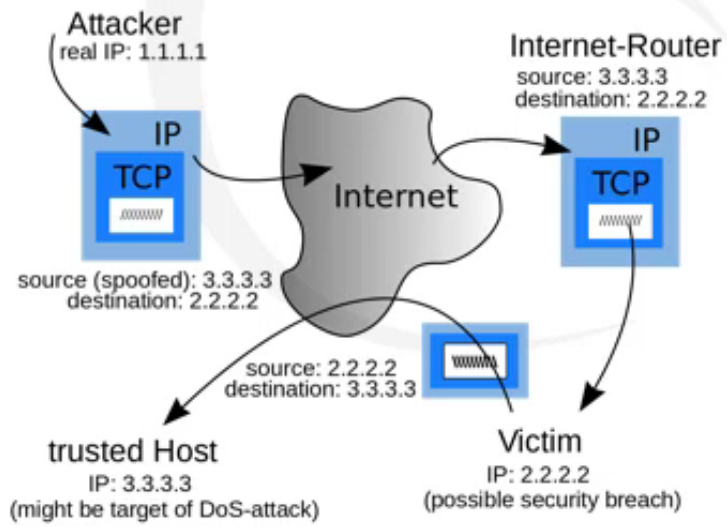 Attacker
real IP: 1.1.1.1
Internet-Router
source: 3.3.3.3
destination: 2.2.2.2
IP
TCP
Internet
IP
TCP
source (spoofed): 3.3.3.3
destination: 2.2.2.2
source: 2.2.2.2
destination: 3.3.3.3
trusted Host
IP: 3.3.3.3
(might be target of DoS-attack)
Victim
IP: 2.2.2.2
(possible security breach)